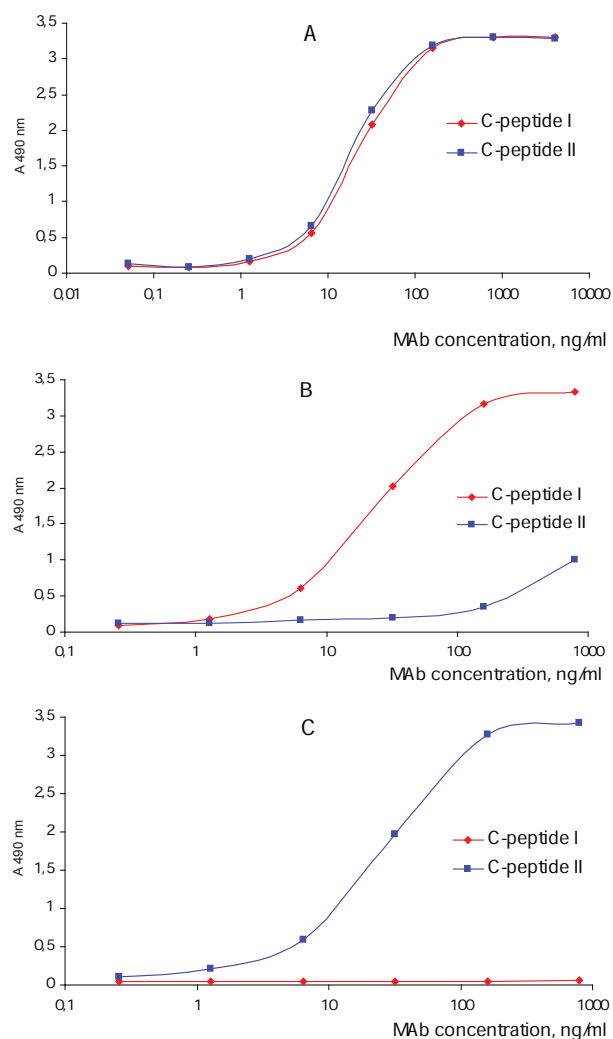 3,5
A
3
2,5
C-peptide I
2
C-peptide II
1,5
1
0,5
0
0,01 0,1 1 10 100 1000 10000
A 490 nm
MAb concentration, ng/ml
3,5
B
3
2,5
C-peptide I
2
C-peptide II
1,5
1
0,5
0
0,1 1 10 100 1000
A 490 nm
MAb concentration, ng/ml
3,5
C
3
2,5
2
C-peptide I
1,5
C-peptide II
1
0,5
0
0,1 1 10 100 1000
A 490 nm
MAb concentration, ng/ml